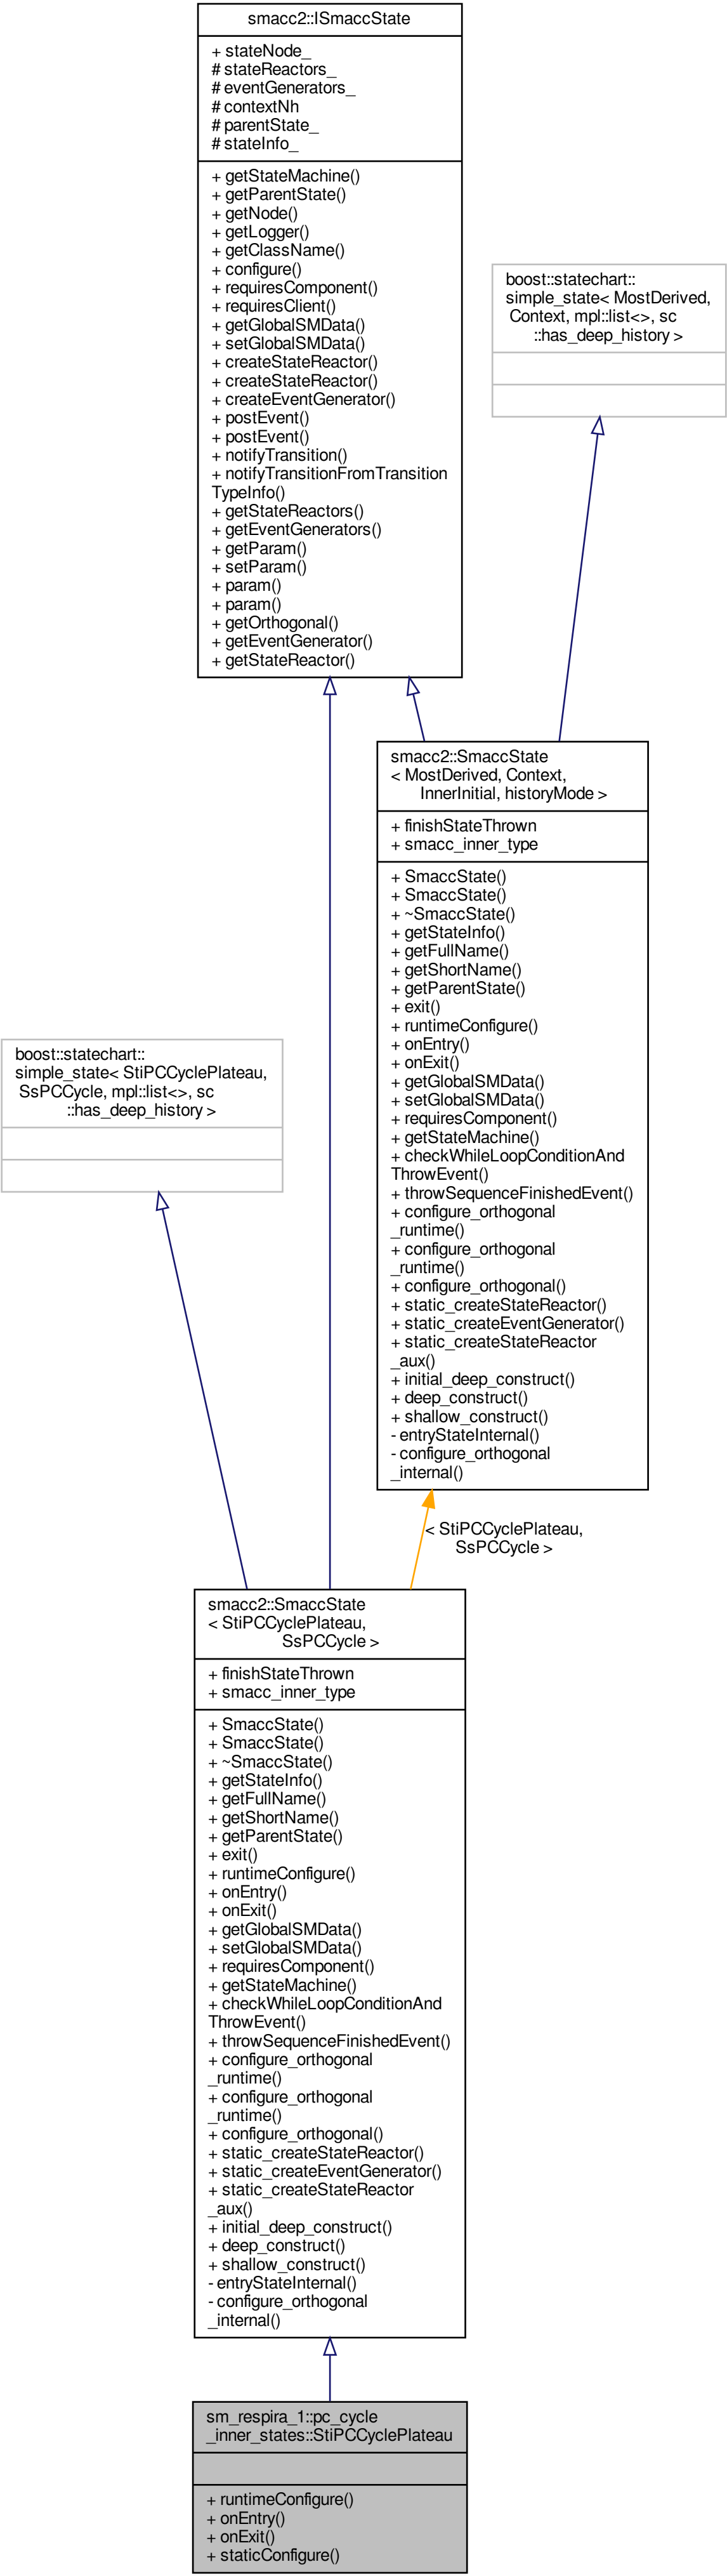 smacc2::ISmaccState
+ stateNode_
# stateReactors_
# eventGenerators_
# contextNh
# parentState_
# stateInfo_
+ getStateMachine()
+ getParentState()
+ getNode()
+ getLogger()
+ getClassName()
+ configure()
+ requiresComponent()
+ requiresClient()
+ getGlobalSMData()
+ setGlobalSMData()
+ createStateReactor()
+ createStateReactor()
+ createEventGenerator()
+ postEvent()
+ postEvent()
+ notifyTransition()
+ notifyTransitionFromTransition
TypeInfo()
+ getStateReactors()
+ getEventGenerators()
+ getParam()
+ setParam()
+ param()
+ param()
+ getOrthogonal()
+ getEventGenerator()
+ getStateReactor()
boost::statechart::
simple_state< MostDerived,
Context, mpl::list<>, sc
::has_deep_history >
smacc2::SmaccState
< MostDerived, Context,
InnerInitial, historyMode >
+ finishStateThrown
+ smacc_inner_type
+ SmaccState()
+ SmaccState()
+ ~SmaccState()
+ getStateInfo()
+ getFullName()
+ getShortName()
+ getParentState()
+ exit()
+ runtimeConfigure()
+ onEntry()
+ onExit()
+ getGlobalSMData()
+ setGlobalSMData()
+ requiresComponent()
+ getStateMachine()
+ checkWhileLoopConditionAnd
ThrowEvent()
+ throwSequenceFinishedEvent()
+ configure_orthogonal
_runtime()
+ configure_orthogonal
_runtime()
+ configure_orthogonal()
+ static_createStateReactor()
+ static_createEventGenerator()
+ static_createStateReactor
_aux()
+ initial_deep_construct()
+ deep_construct()
+ shallow_construct()
- entryStateInternal()
- configure_orthogonal
_internal()
boost::statechart::
simple_state< StiPCCyclePlateau,
SsPCCycle, mpl::list<>, sc
::has_deep_history >
< StiPCCyclePlateau,
SsPCCycle >
smacc2::SmaccState
< StiPCCyclePlateau,
SsPCCycle >
+ finishStateThrown
+ smacc_inner_type
+ SmaccState()
+ SmaccState()
+ ~SmaccState()
+ getStateInfo()
+ getFullName()
+ getShortName()
+ getParentState()
+ exit()
+ runtimeConfigure()
+ onEntry()
+ onExit()
+ getGlobalSMData()
+ setGlobalSMData()
+ requiresComponent()
+ getStateMachine()
+ checkWhileLoopConditionAnd
ThrowEvent()
+ throwSequenceFinishedEvent()
+ configure_orthogonal
_runtime()
+ configure_orthogonal
_runtime()
+ configure_orthogonal()
+ static_createStateReactor()
+ static_createEventGenerator()
+ static_createStateReactor
_aux()
+ initial_deep_construct()
+ deep_construct()
+ shallow_construct()
- entryStateInternal()
- configure_orthogonal
_internal()
sm_respira_1::pc_cycle
_inner_states::StiPCCyclePlateau
+ runtimeConfigure()
+ onEntry()
+ onExit()
+ staticConfigure()